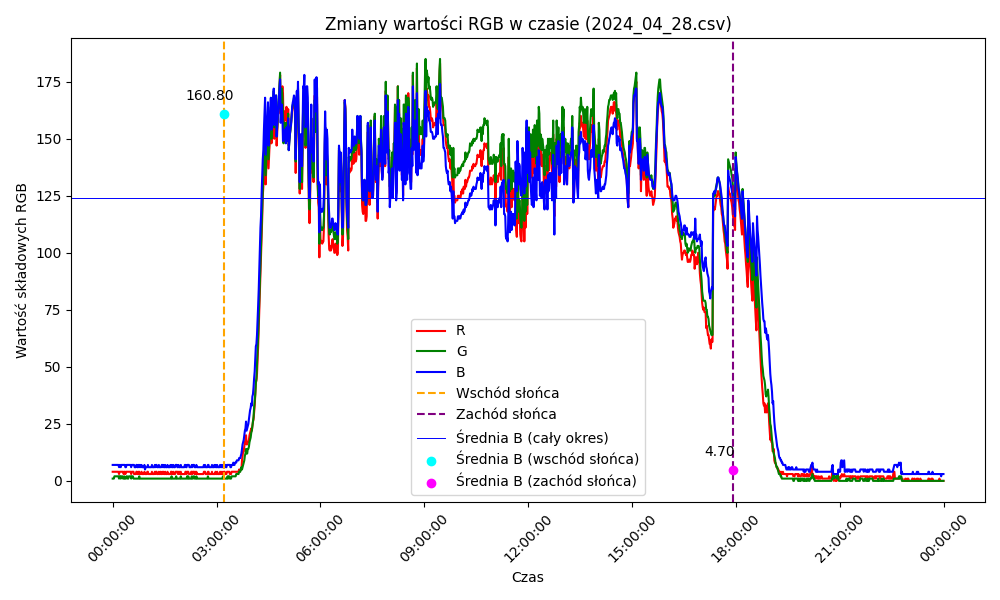 Zmiany wartości RGB w czasie (2024_04_28.csv)
Wartość składowych RGB
175
150
125
100
75
50
25
0
160.80
4.70
R
G
B
Wschód słońca
Zachód słońca
Średnia B (cały okres)
Średnia B (wschód słońca)
Średnia B (zachód słońca)
00:00:00
03:00:00
06:00:00
09:00:00
12:00:00
15:00:00
18:00:00
21:00:00
00:00:00
Czas